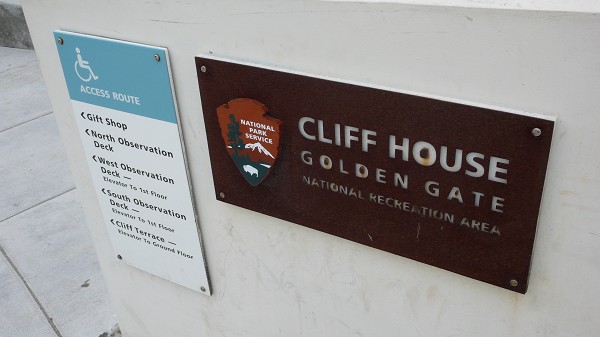 ACCESS ROUTE
‹Gift Shop
‹North Observation
Deck
‹West Observation
Deck —
Elevator To 1st Floor
‹South Observation
Deck —
Elevator To 1st Floor
‹Cliff Terrace —
Elevator To Ground Floor
NATIONAL
PARK
SERVICE
CLIFF HOUSE
GOLDEN GATE
NATIONAL RECREATION AREA